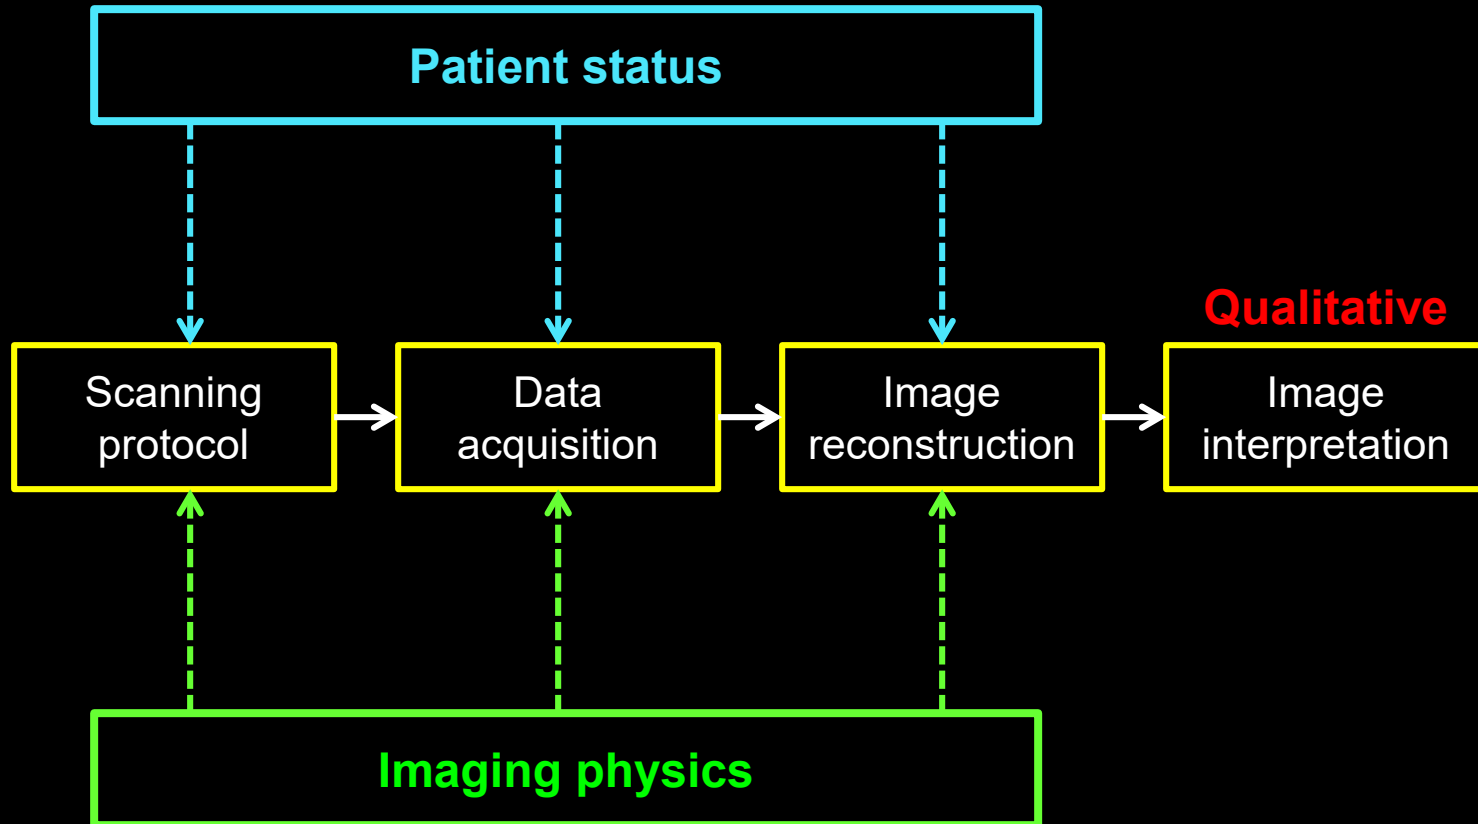 Patient status
Qualitative
Scanning
protocol
Data
acquisition
Image
reconstruction
Image
interpretation
Imaging physics